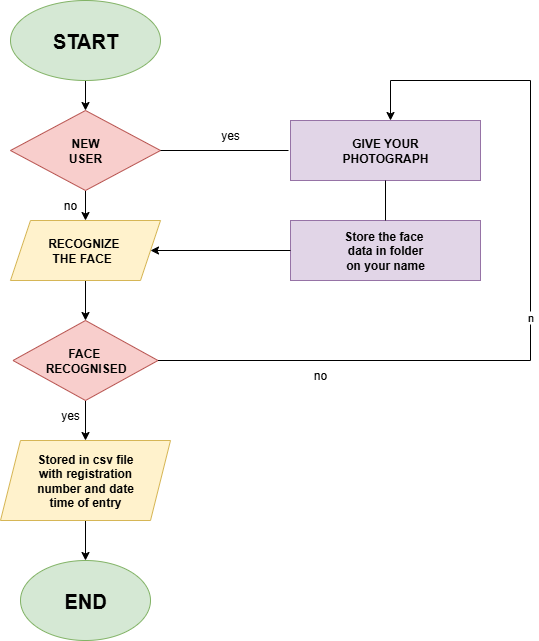 START
NEW
USER
yes
GIVE YOUR
PHOTOGRAPH
no
RECOGNIZE
THE FACE
Store the face
data in folder
on your name
n
FACE
RECOGNISED
no
yes
Stored in csv file
with registration
number and date
time of entry
END